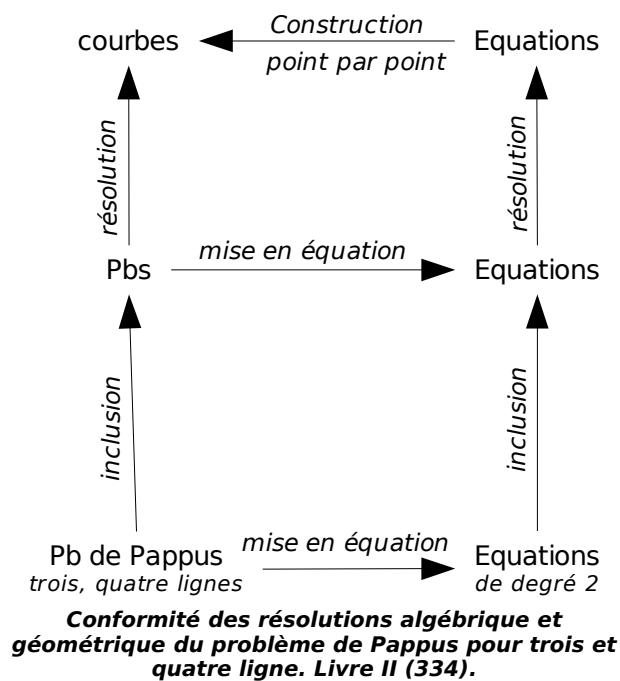 Construction
courbes
Equations
point par point
résolution
résolution
mise en équation
Pbs
Equations
inclusion
inclusion
mise en équation
Pb de Pappus
Equations
trois, quatre lignes
de degré 2
Conformité des résolutions algébrique et
géométrique du problème de Pappus pour trois et
quatre ligne. Livre II (334).